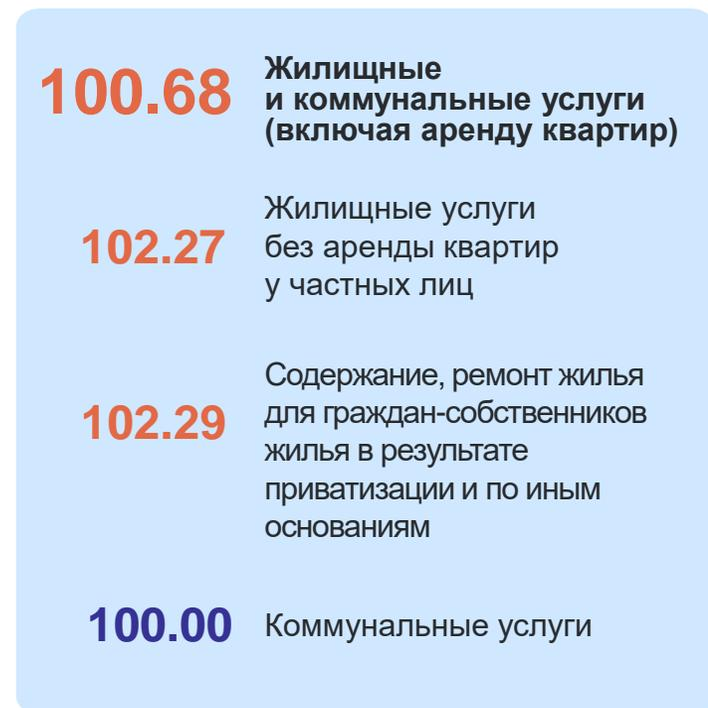 100.68
Жилищные
и коммунальные услуги
(включая аренду квартир)
102.27
Жилищные услуги
без аренды квартир
у частных лиц
102.29
Содержание, ремонт жилья
для граждан-собственников
жилья в результате
приватизации и по иным
основаниям
100.00
Коммунальные услуги